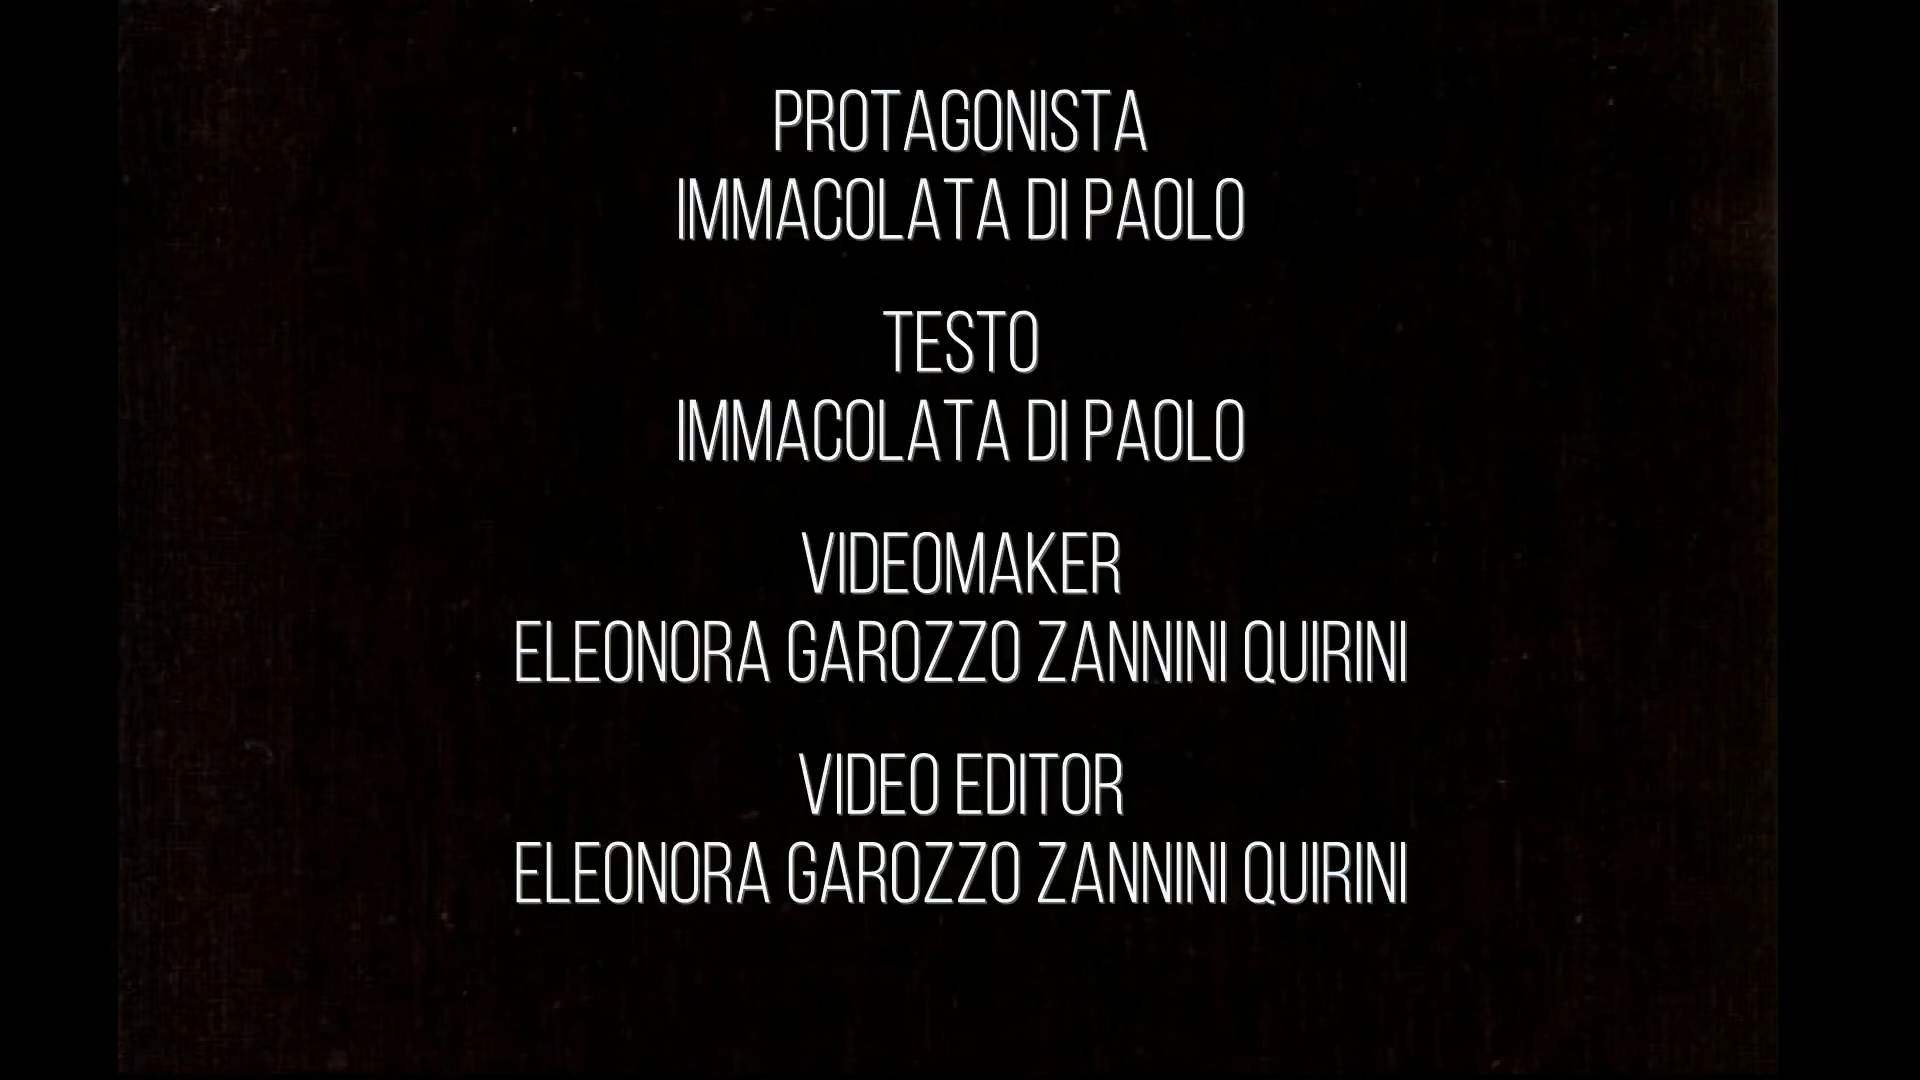 PROTAGONISTA
IMMACOLATA DI PAOLO
TESTO
IMMACOLATA DI PAOLO
VIDEOMAKER
ELEONORA GAROZZO ZANNINI QUIRINI
VIDEO EDITOR
ELEONORA GAROZZO ZANNINI QUIRINI